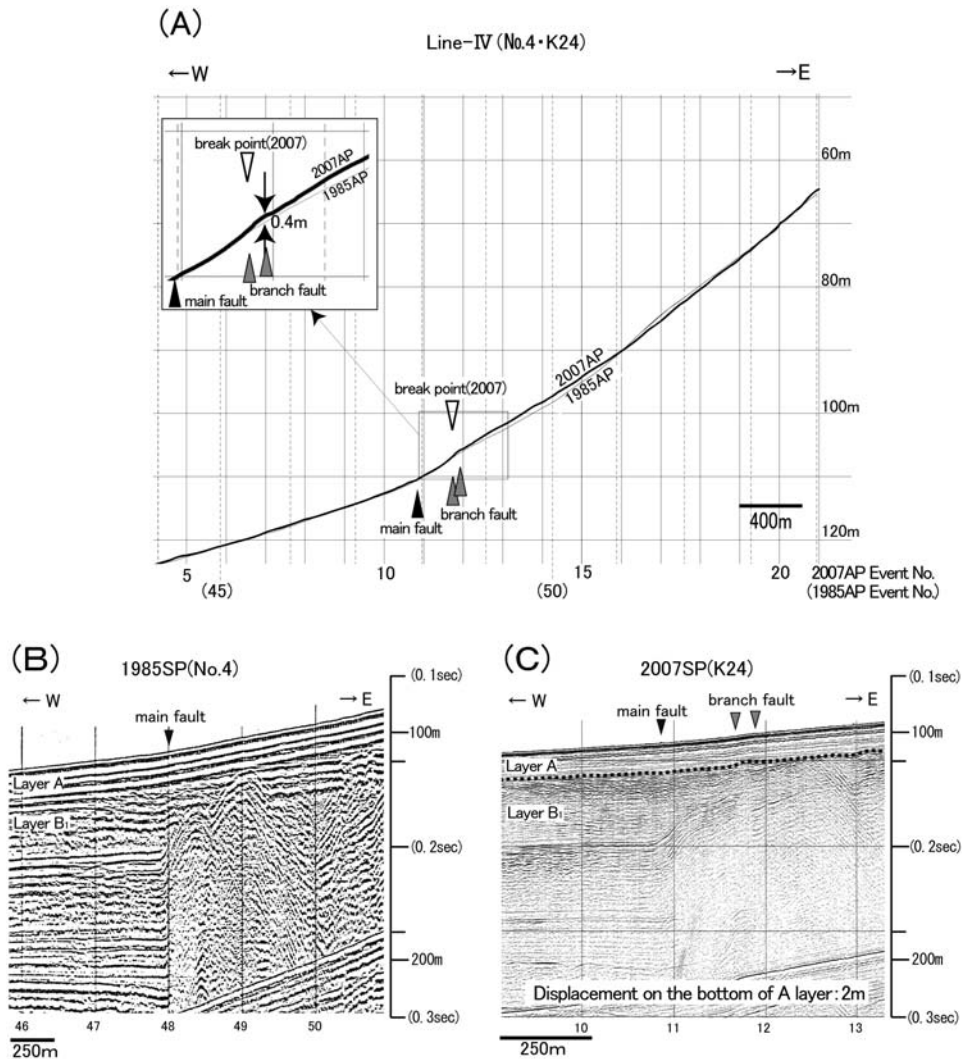 (A)
Line-Ⅳ (No.4・K24)
←W
→E
break point(2007)
2007AP
1985AP
0.4m
branch fault
main fault
60m
80m
2007AP
1985AP
break point(2007)
100m
branch fault
main fault
400m
120m
5 10 15 20 2007AP Event No.
(45) (50) (1985AP Event No.)
(B)
1985SP(No.4)
← W
→ E
main fault
(0.1sec)
100m
Layer A
Layer B1
(0.2sec)
200m
(0.3sec)
46 47 48 49 50
250m
(C)
2007SP(K24)
← W
→ E
main fault
branch fault
(0.1sec)
100m
Layer A
Layer B1
(0.2sec)
200m
Displacement on the bottom of A layer:2m
(0.3sec)
10 11 12 13
250m